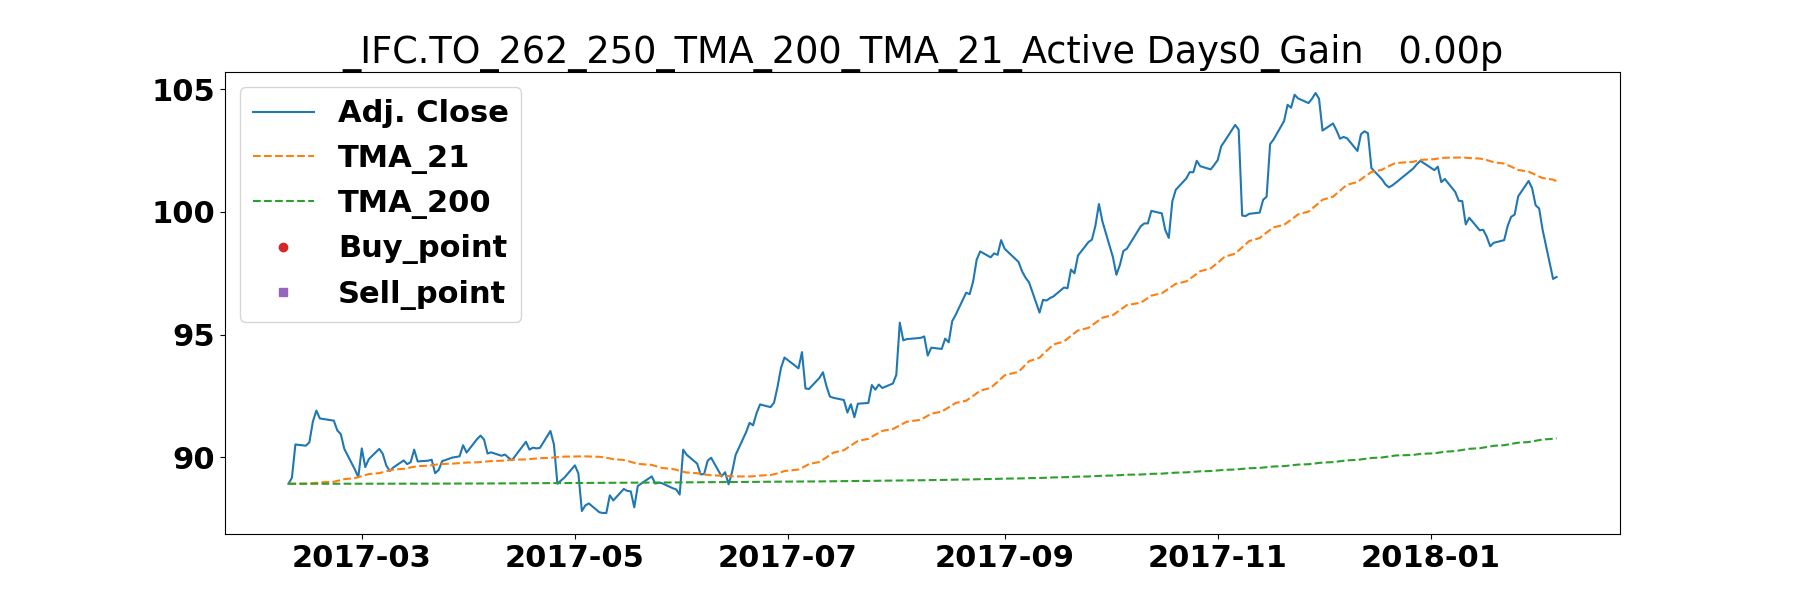 _IFC.TO_262_250_TMA_200_TMA_21_Active Days0_Gain   0.00p
105
100
95
90
Adj. Close
TMA_21
TMA_200
Buy_point
Sell_point
2017-03 2017-05 2017-07 2017-09 2017-11 2018-01